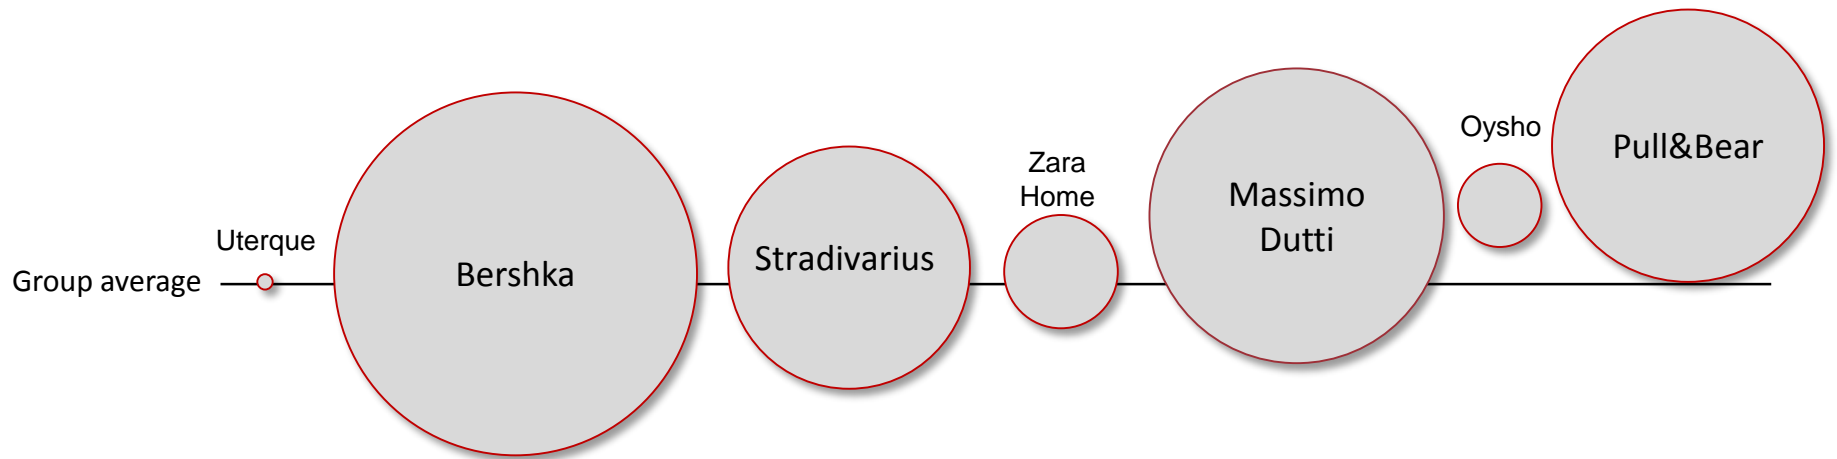 Group average
Uterque
Bershka
Stradivarius
Zara
Home
Massimo
Dutti
Oysho
Pull&Bear